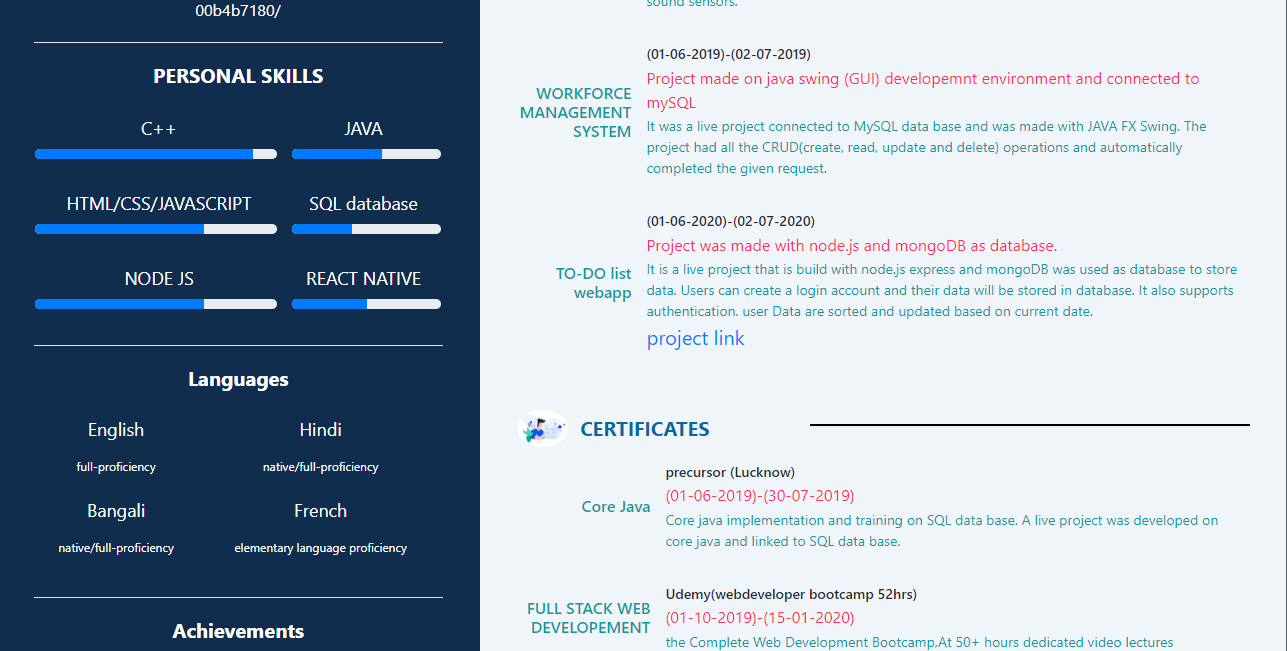 00b4b7180/
PERSONAL SKILLS
C++
JAVA
HTML/CSS/JAVASCRIPT
SQL database
NODE JS
REACT NATIVE
Languages
English
Hindi
full-proficiency
native/full-proficiency
Bangali
French
native/full-proficiency
elementary language proficiency
Achievements
sound sensors.
WORKFORCE
MANAGEMENT
SYSTEM
(01-06-2019)-(02-07-2019)
Project made on java swing (GUI) developemnt environment and connected to
mySQL
It was a live project connected to MySQL data base and was made with JAVA FX Swing. The
project had all the CRUD(create, read, update and delete) operations and automatically
completed the given request.
TO-DO list
webapp
(01-06-2020)-(02-07-2020)
Project was made with node.js and mongoDB as database.
It is a live project that is build with node.js express and mongoDB was used as database to store
data. Users can create a login account and their data will be stored in database. It also supports
authentication. user Data are sorted and updated based on current date.
project link
CERTIFICATES
Core Java
precursor (Lucknow)
(01-06-2019)-(30-07-2019)
Core java implementation and training on SQL data base. A live project was developed on
core java and linked to SQL data base.
FULL STACK WEB
DEVELOPEMENT
Udemy(webdeveloper bootcamp 52hrs)
(01-10-2019)-(15-01-2020)
the Complete Web Development Bootcamp,At 50+ hours dedicated video lectures